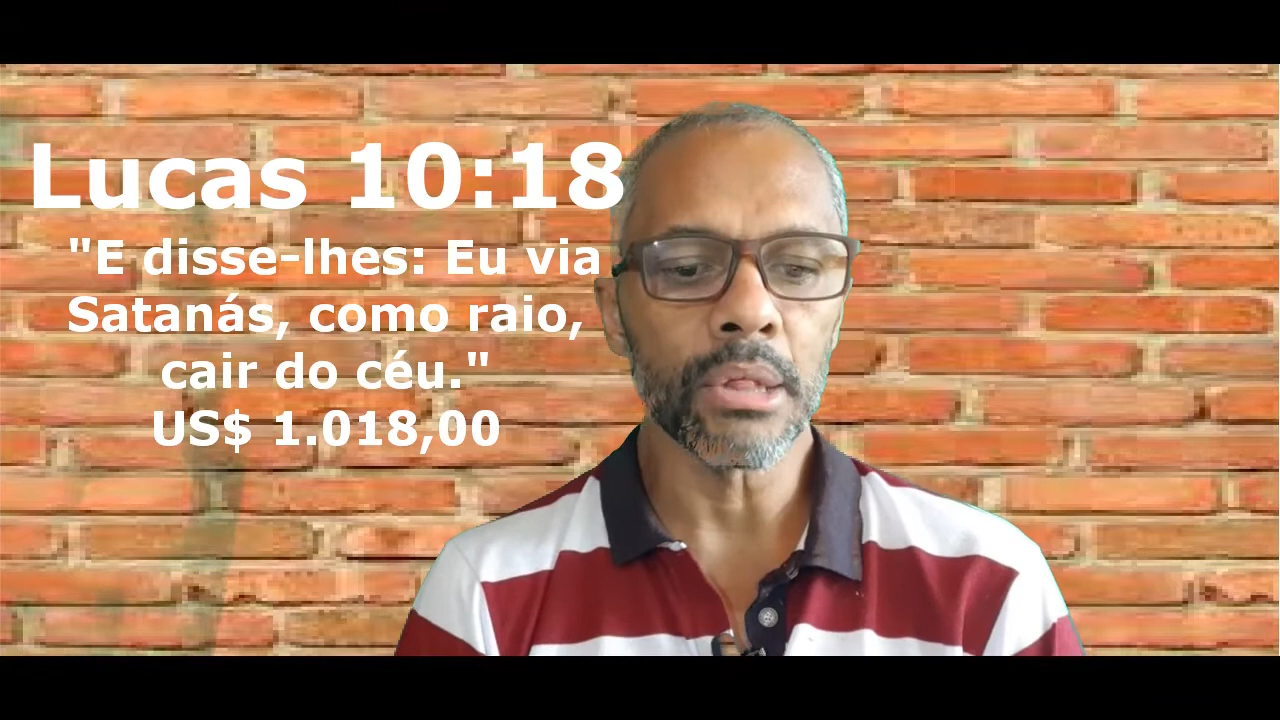 Lucas 10:18
"E disse-lhes: Eu via
Satanás, como raio,
cair do céu."
US$ 1.018,00